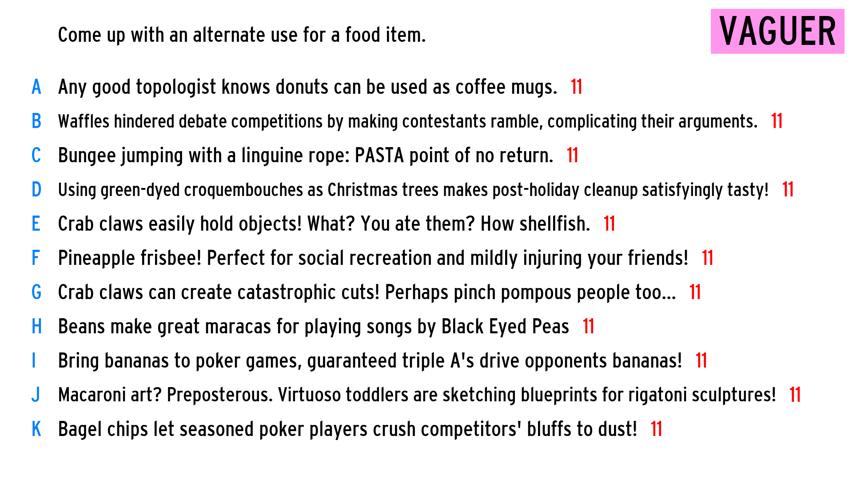 Come up with an alternate use for a food item.
VAGUER
A Any good topologist knows donuts can be used as coffee mugs. 11
B Waffles hindered debate competitions by making contestants ramble, complicating their arguments. 11
C Bungee jumping with a linguine rope: PASTA point of no return. 11
D Using green-dyed croquembouches as Christmas trees makes post-holiday cleanup satisfyingly tasty! 11
E Crab claws easily hold objects! What? You ate them? How shellfish. 11
F Pineapple frisbee! Perfect for social recreation and mildly injuring your friends! 11
G Crab claws can create catastrophic cuts! Perhaps pinch pompous people too... 11
H Beans make great maracas for playing songs by Black Eyed Peas 11
I Bring bananas to poker games, guaranteed triple A's drive opponents bananas! 11
J Macaroni art? Preposterous. Virtuoso toddlers are sketching blueprints for rigatoni sculptures! 11
K Bagel chips let seasoned poker players crush competitors' bluffs to dust! 11